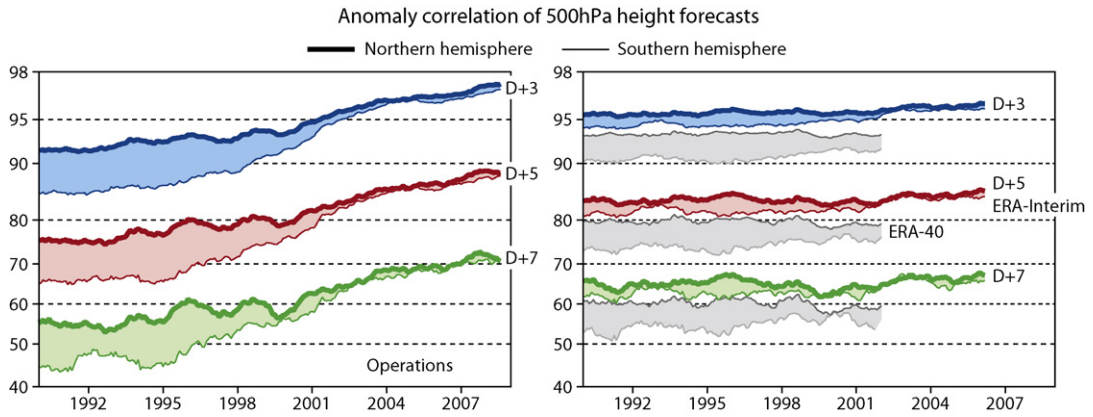 Anomaly correlation of 500hPa height forecasts
Northern hemisphere Southern hemisphere
98
95
90
80
70
60
50
40
D+3
D+5
D+7
Operations
1992 1995 1998 2001 2004 2007
98
95
90
80
70
60
50
40
D+3
D+5
ERA-Interim
ERA-40
D+7
1992 1995 1998 2001 2004 2007